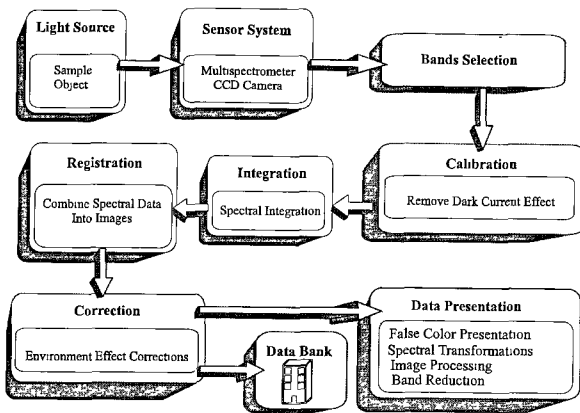 Light Source
Sample
Object
Sensor System
Multispectrometer
CCD Camera
Bands Selection
Registration
Combine Spectral Data
Into Images
Integration
Spectral Integration
Calibration
Remove Dark Current Effect
Correction
Environment Effect Corrections
Data Bank
Data Presentation
False Color Presentation
Spectral Transformations
Image Processing
Band Reduction